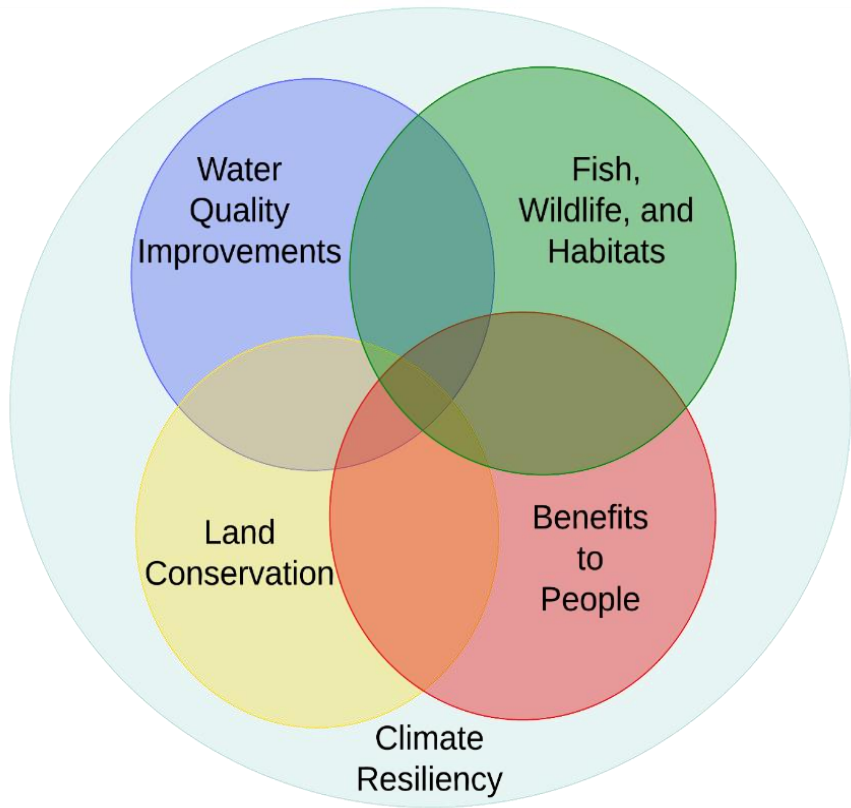 Water
Quality
Improvements
Fish,
Wildlife, and
Habitats
Land
Conservation
Benefits
to
People
Climate
Resiliency